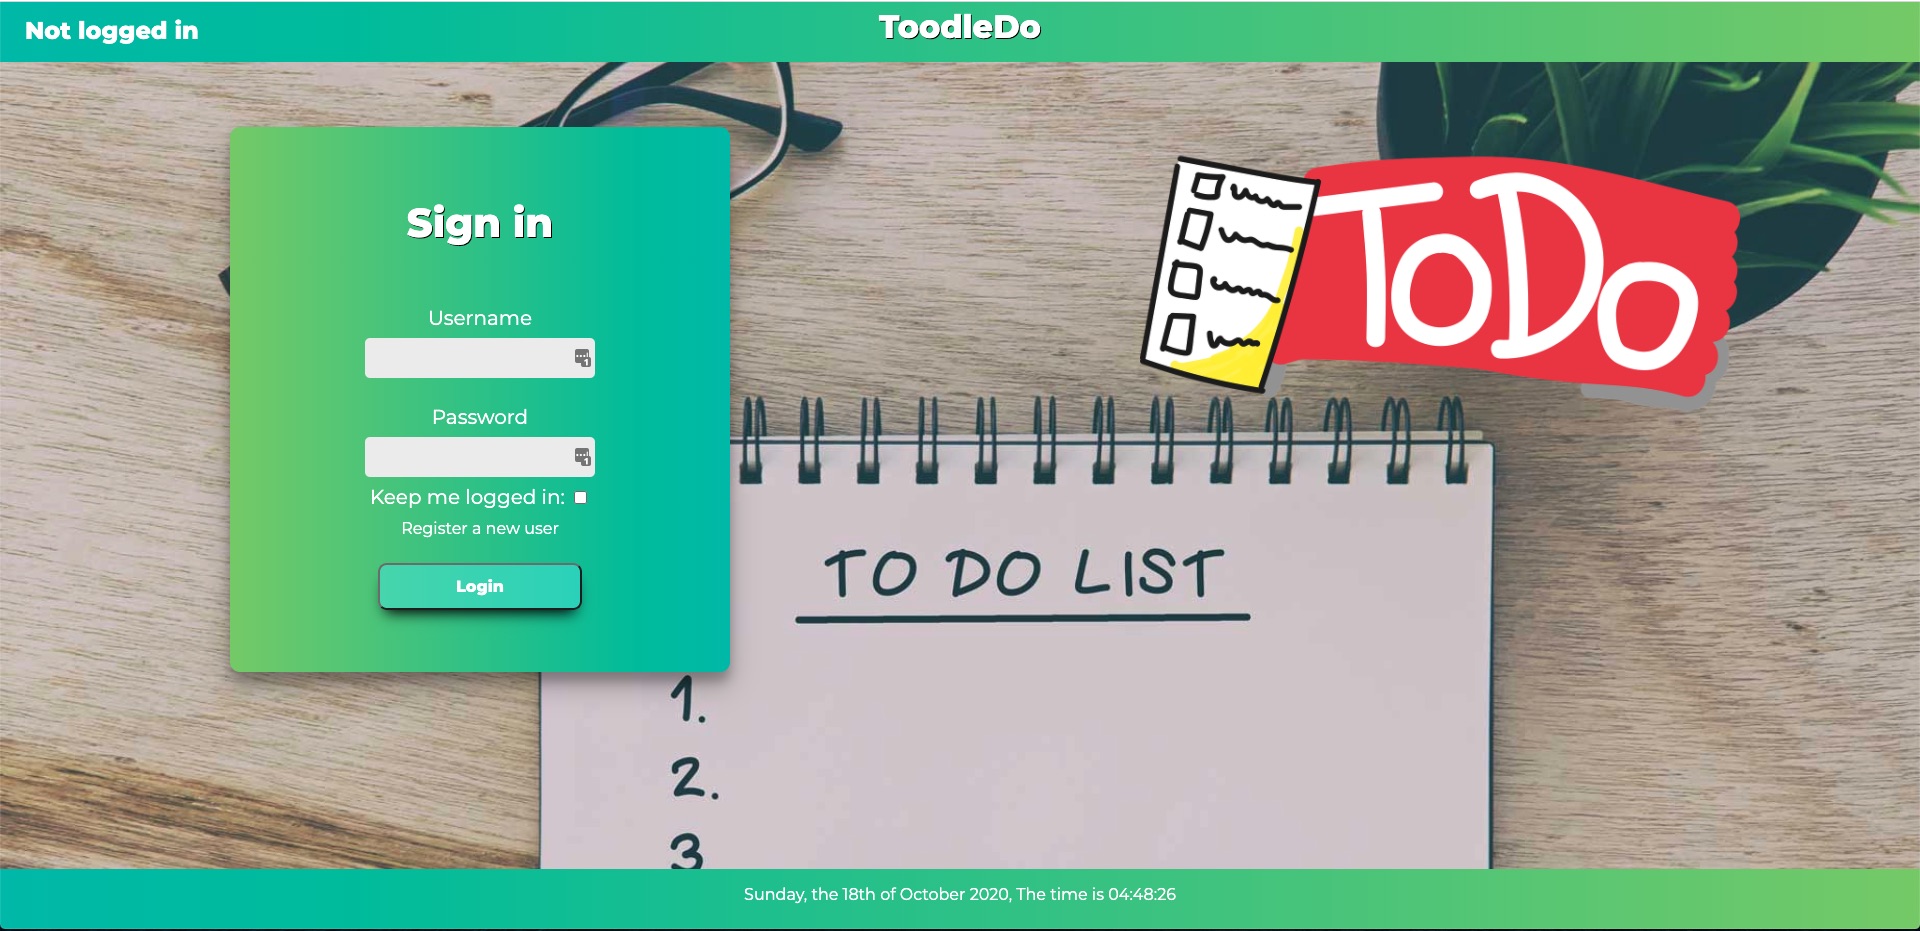 Not logged in
ToodleDo
Sign in
Username
Password
Keep me logged in:
Register a new user
Login
ToDo
TO DO LIST
1.
2.
3
Sunday, the 18th of October 2020, The time is 04:48:26